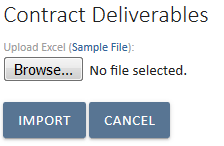 Contract Deliverables
Upload Excel (Sample File):
Browse... No file selected.
IMPORT CANCEL